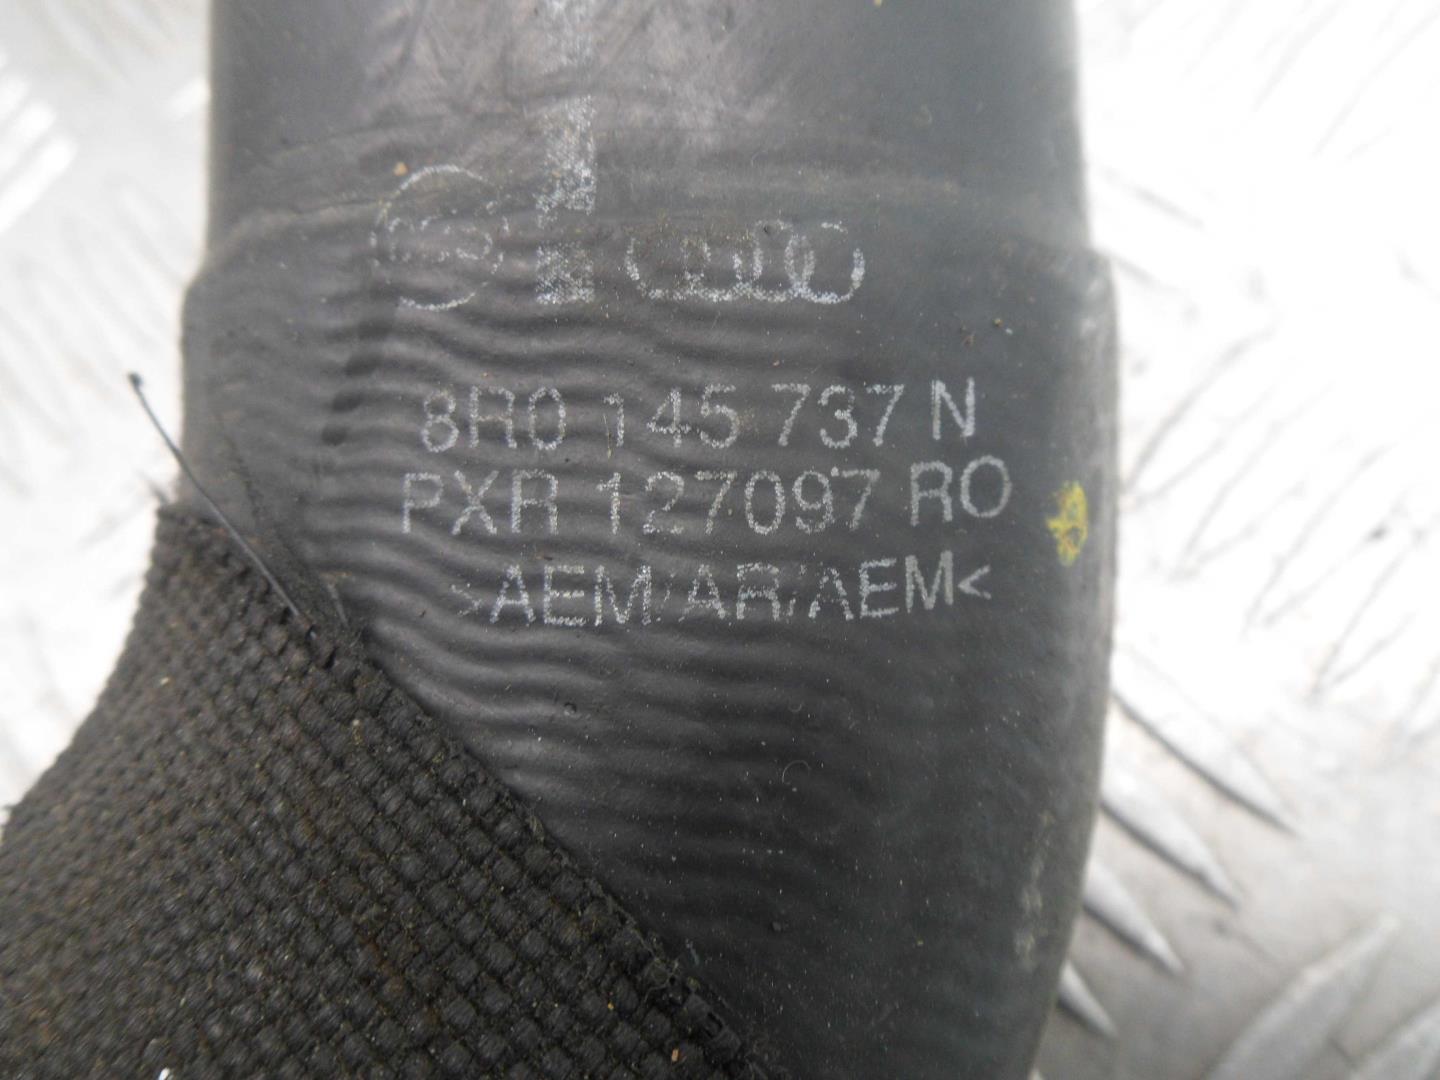 8R0 145 737 N
PXR 127097 RO
>AEM/AR/AEM<